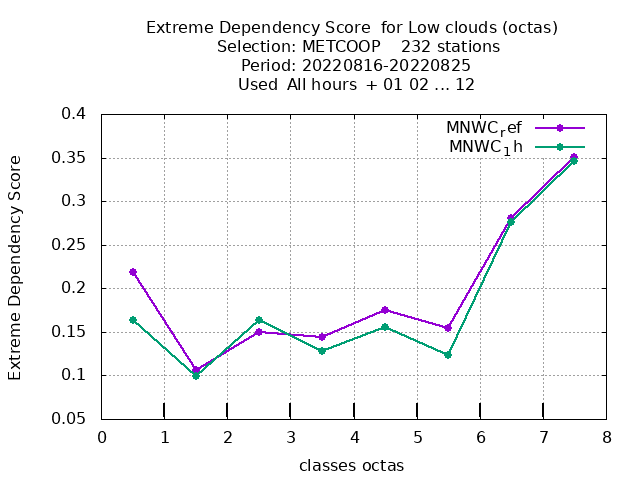 Extreme Dependency Score for Low clouds (octas)
Selection: METCOOP 232 stations
Period: 20220816-20220825
Used All hours + 01 02 ... 12
0.4
0.35
0.3
0.25
0.2
0.15
0.1
0.05
Extreme Dependency Score
MNWC_ref
MNWC_1h
0 1 2 3 4 5 6 7 8
classes octas